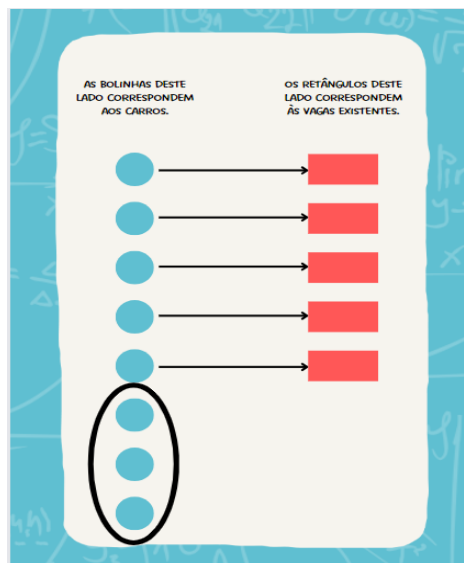 AS BOLINHAS DESTE
LADO CORRESPONDEM
AOS CARROS.
OS RETÂNGULOS DESTE
LADO CORRESPONDEM
ÀS VAGAS EXISTENTES.